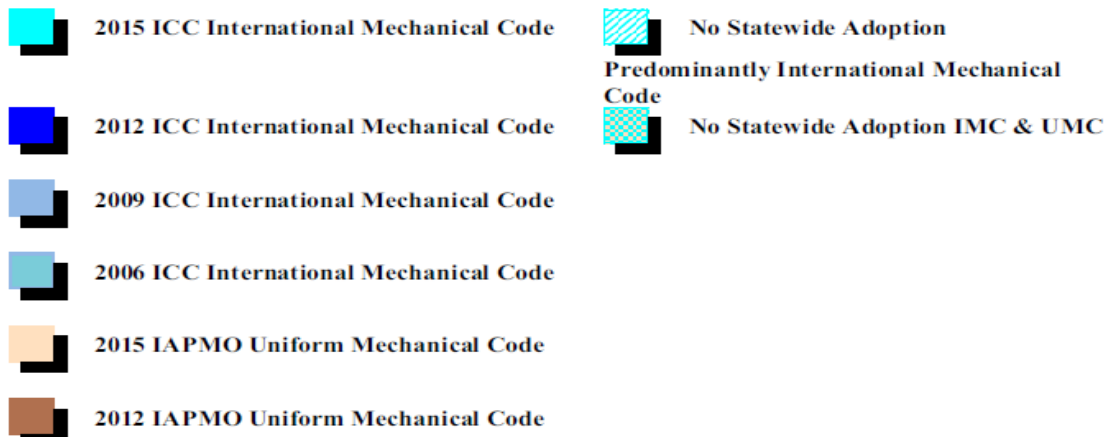 2015 ICC International Mechanical Code
2012 ICC International Mechanical Code
2009 ICC International Mechanical Code
2006 ICC International Mechanical Code
2015 IAPMO Uniform Mechanical Code
2012 IAPMO Uniform Mechanical Code
No Statewide Adoption
Predominantly International Mechanical
Code
No Statewide Adoption IMC & UMC